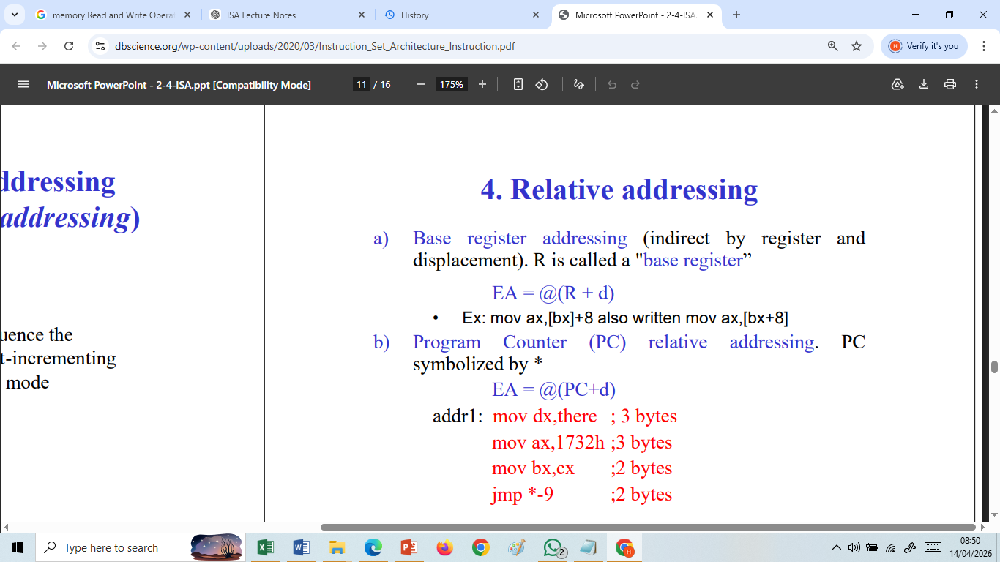 memory Read and Write Opera
ISA Lecture Notes
History
Microsoft PowerPoint - 2-4-ISA.
dbscience.org/wp-content/uploads/2020/03/Instruction_Set_Architecture_Instruction.pdf
H
Verify it's you
Microsoft PowerPoint - 2-4-ISA.ppt [Compatibility Mode]
11 / 16
175%
ddressing
addressing)
uence the
t-incrementing
mode
4. Relative addressing
a) Base register addressing (indirect by register and
displacement). R is called a "base register”
EA = @(R + d)
• Ex: mov ax,[bx]+8 also written mov ax,[bx+8]
b) Program Counter (PC) relative addressing. PC
symbolized by *
EA = @(PC+d)
addr1: mov dx,there ; 3 bytes
mov ax,1732h ;3 bytes
mov bx,cx ;2 bytes
jmp *-9 ;2 bytes
Type here to search
2
H
08:50
14/04/2026